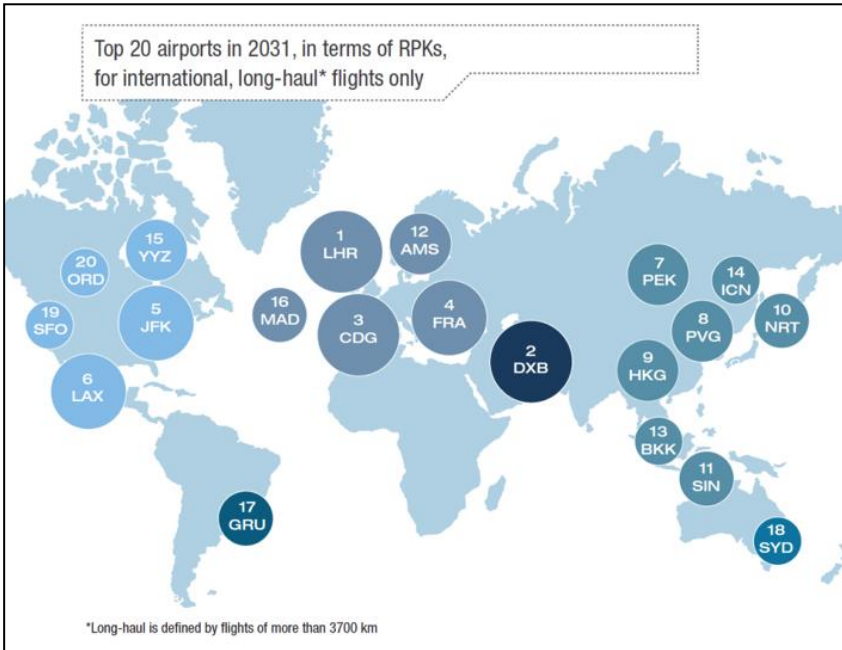 Top 20 airports in 2031, in terms of RPKs,
for international, long-haul* flights only
1
LHR
12
AMS
15
YYZ
20
ORD
7
PEK
14
ICN
16
MAD
4
FRA
19
SFO
5
JFK
3
CDG
8
PVG
10
NRT
2
DXB
9
HKG
6
LAX
13
BKK
11
SIN
17
GRU
18
SYD
*Long-haul is defined by flights of more than 3700 km